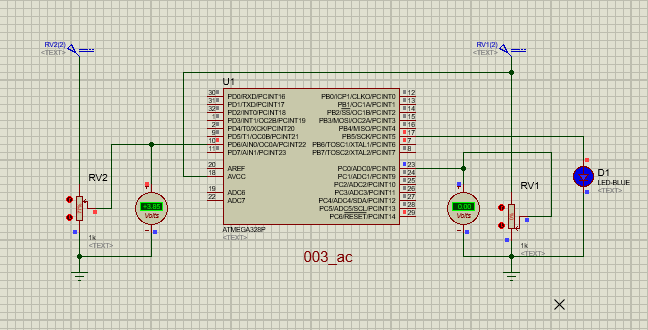 RV2(2)
<TEXT>
RV1(2)
<TEXT>
U1
30 PD0/RXD/PCINT16 PB0/ICP1/CLKO/PCINT0 12
31 PD1/TXD/PCINT17 PB1/OC1A/PCINT1 13
32 PD2/INT0/PCINT18 PB2/SS/OC1B/PCINT2 14
1 PD3/INT1/OC2B/PCINT19 PB3/MOSI/OC2A/PCINT3 15
2 PD4/T0/XCK/PCINT20 PB4/MISO/PCINT4 16
9 PD5/T1/OC0B/PCINT21 PB5/SCK/PCINT5 17
10 PD6/AIN0/OC0A/PCINT22 PB6/TOSC1/XTAL1/PCINT6 7
11 PD7/AIN1/PCINT23 PB7/TOSC2/XTAL2/PCINT7 8
20 AREF PC0/ADC0/PCINT8 23
18 AVCC PC1/ADC1/PCINT9 24
PC2/ADC2/PCINT10 25
19 ADC6 PC3/ADC3/PCINT11 26
22 ADC7 PC4/ADC4/SDA/PCINT12 27
PC5/ADC5/SCL/PCINT13 28
PC6/RESET/PCINT14 29
ATMEGA328P
<TEXT>
RV2
1k
<TEXT>
Volts
Volts
RV1
1k
<TEXT>
D1
LED-BLUE
<TEXT>
003_ac